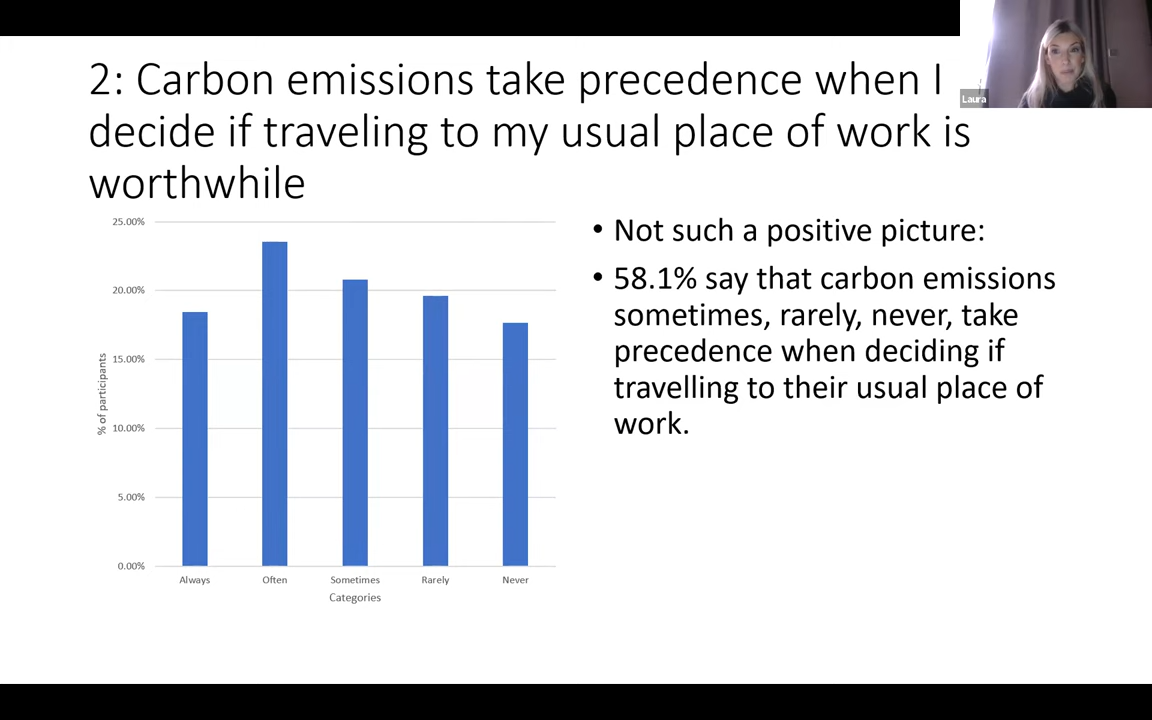 2: Carbon emissions take precedence when I
decide if traveling to my usual place of work is
worthwhile
Laura
25.00%
20.00%
15.00%
10.00%
5.00%
0.00%
% of participants
Always
Often
Sometimes
Rarely
Never
Categories
• Not such a positive picture:
• 58.1% say that carbon emissions
sometimes, rarely, never, take
precedence when deciding if
travelling to their usual place of
work.